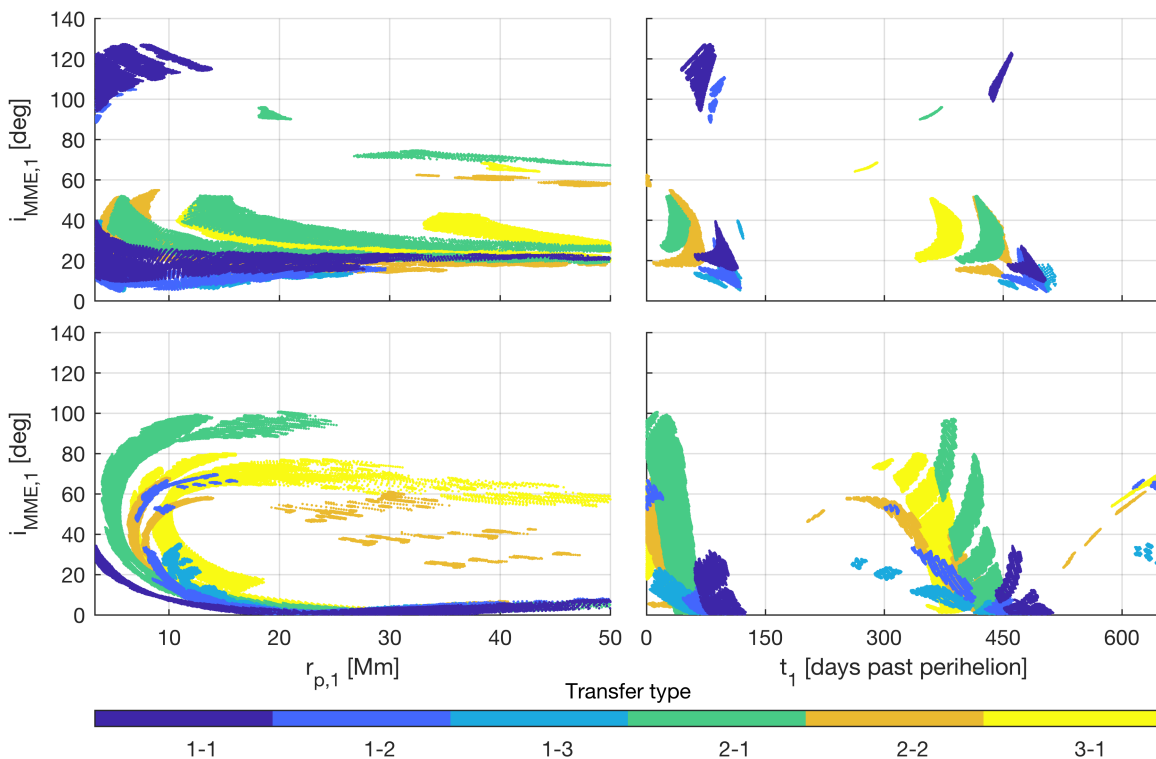 140
120
100
80
60
40
20
0
i_MME,1 [deg]
140
120
100
80
60
40
20
0
i_MME,1 [deg]
10 20 30 40 50
r_p,1 [Mm]
0 150 300 450 600
t_1 [days past perihelion]
Transfer type
1-1 1-2 1-3 2-1 2-2 3-1